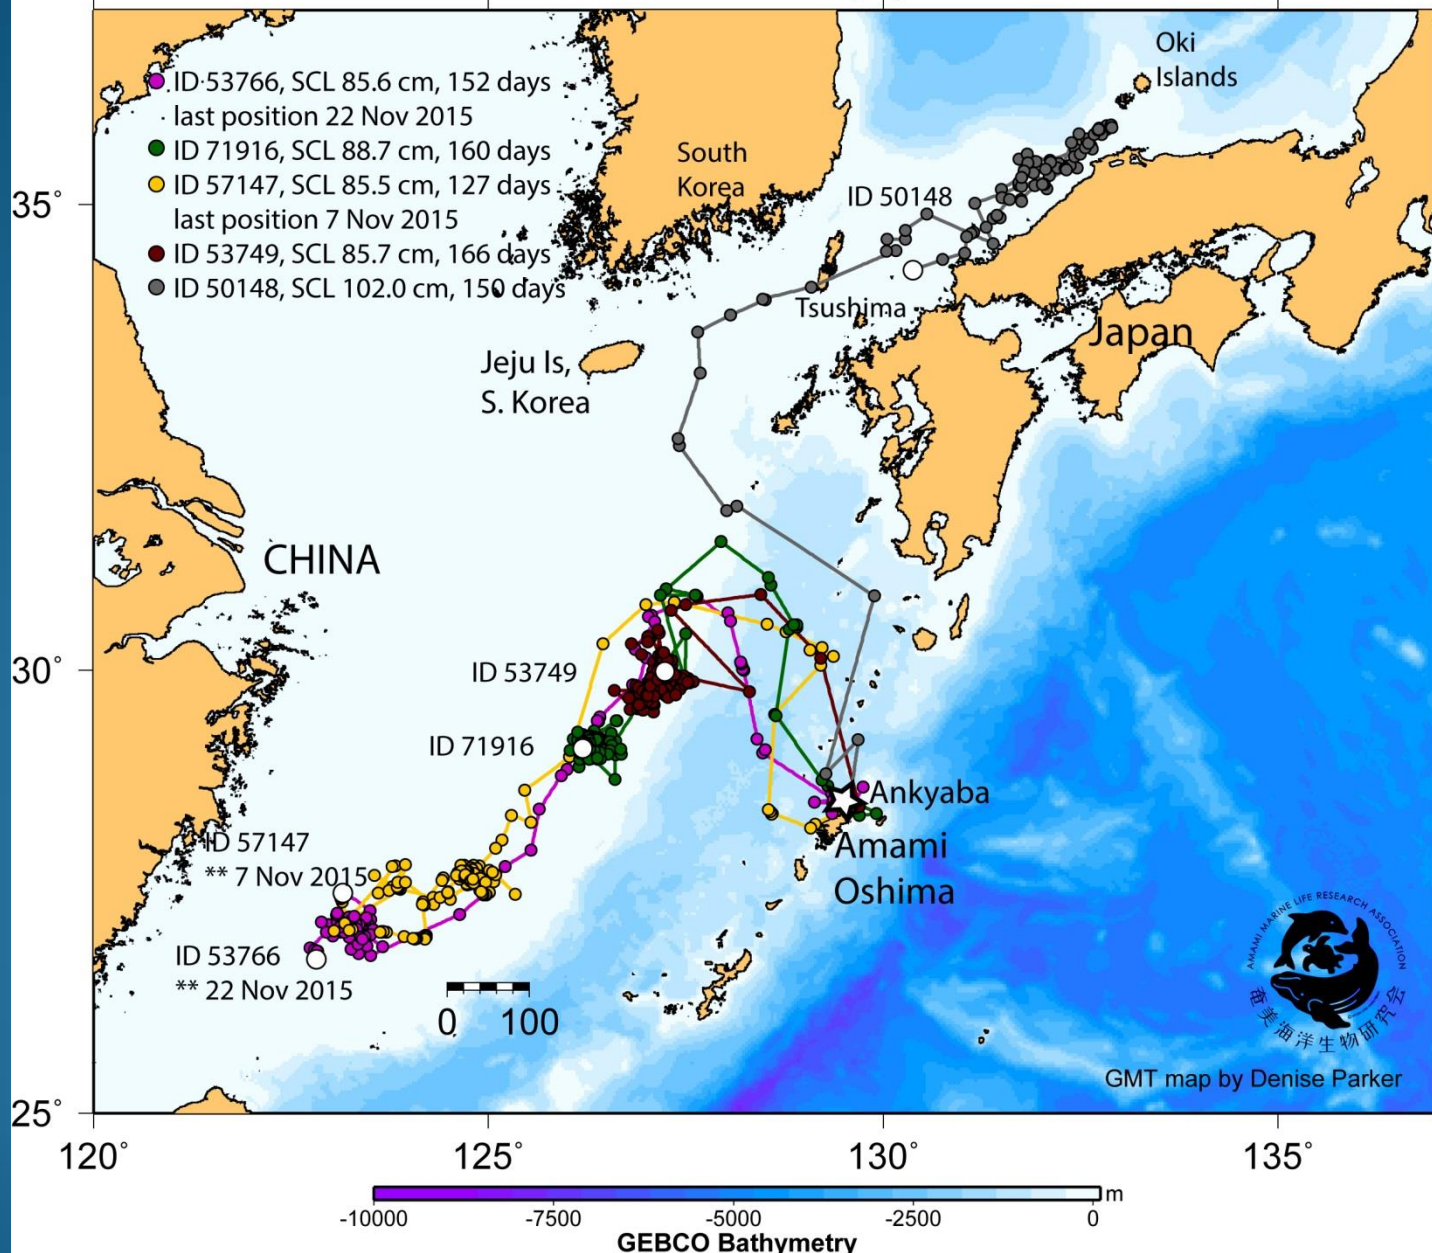 ID 53766, SCL 85.6 cm, 152 days
last position 22 Nov 2015
ID 71916, SCL 88.7 cm, 160 days
ID 57147, SCL 85.5 cm, 127 days
last position 7 Nov 2015
ID 53749, SCL 85.7 cm, 166 days
ID 50148, SCL 102.0 cm, 150 days
Oki
Islands
South
Korea
ID 50148
35°
Tsushima
Japan
Jeju Is,
S. Korea
CHINA
30°
ID 53749
ID 71916
Ankyaba
Amami
Oshima
ID 57147
** 7 Nov 2015
ID 53766
** 22 Nov 2015
0 100
AMAMI MARINE LIFE RESEARCH ASSOCIATION
奄美海洋生物研究会
GMT map by Denise Parker
25°
120° 125° 130° 135°
m
-10000 -7500 -5000 -2500 0
GEBCO Bathymetry